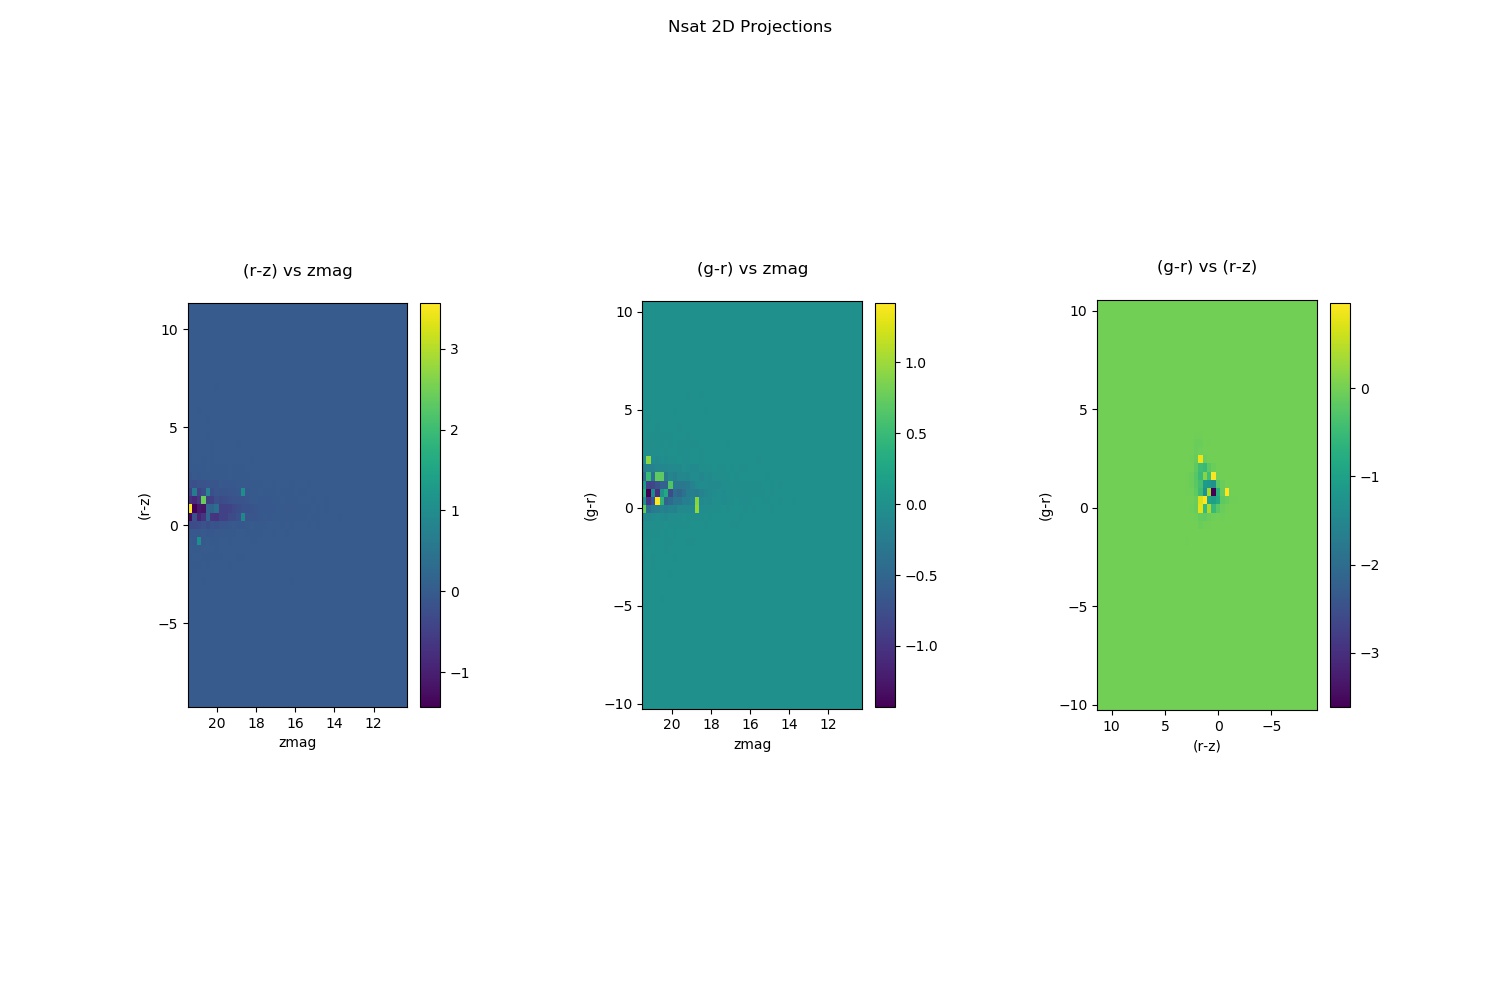 Nsat 2D Projections
(r-z) vs zmag
10
5
0
−5
(r-z)
20 18 16 14 12
zmag
3
2
1
0
−1
(g-r) vs zmag
10
5
0
−5
−10
(g-r)
20 18 16 14 12
zmag
1.0
0.5
0.0
−0.5
−1.0
(g-r) vs (r-z)
10
5
0
−5
−10
(g-r)
10 5 0 −5
(r-z)
0
−1
−2
−3